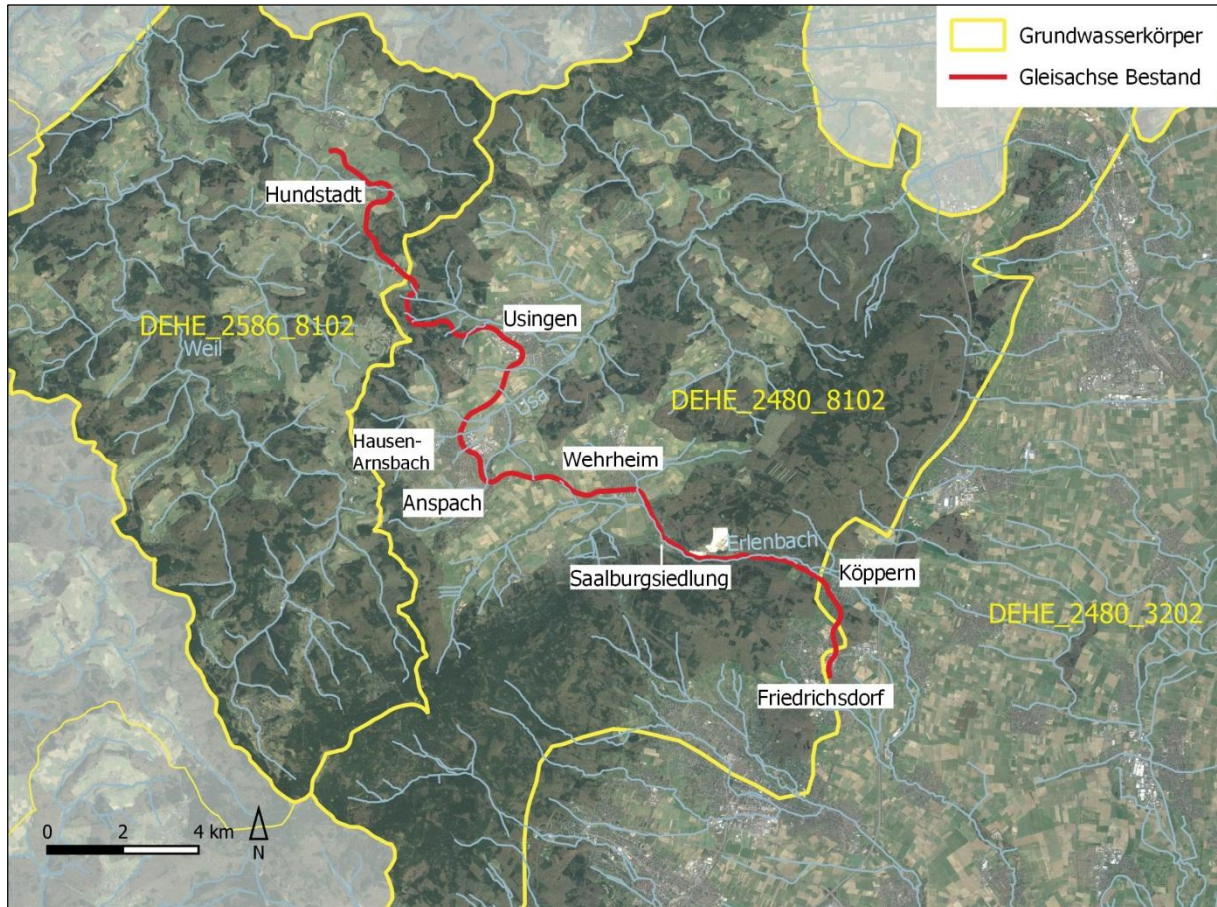 Grundwasserkörper
Gleisachse Bestand
Hundstadt
DEHE_2586_8102
Weil
Usingen
Usa
DEHE_2480_8102
Hausen-
Arnsbach
Wehrheim
Anspach
Erlenbach
Saalburgsiedlung
Köppern
DEHE_2480_3202
Friedrichsdorf
0 2 4 km
N